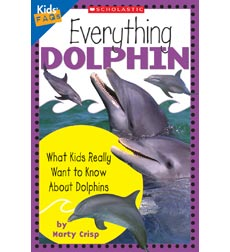 Kids
FAQs
SCHOLASTIC
Everything
DOLPHIN
What Kids Really
Want to Know
About Dolphins
by
Marty Crisp